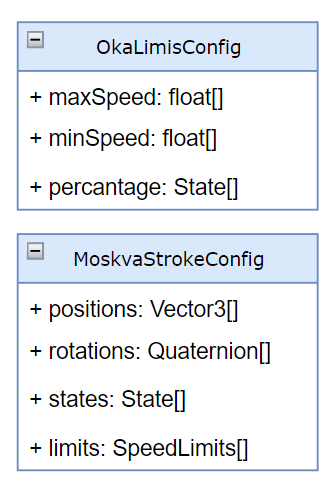 OkaLimisConfig
+ maxSpeed: float[]
+ minSpeed: float[]
+ percantage: State[]
MoskvaStrokeConfig
+ positions: Vector3[]
+ rotations: Quaternion[]
+ states: State[]
+ limits: SpeedLimits[]